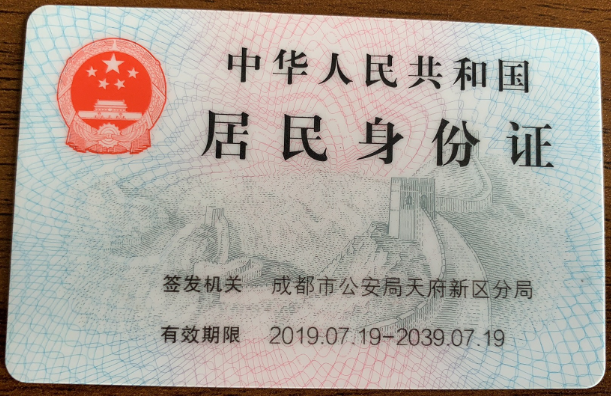 中华人民共和国
居民身份证
签发机关 成都市公安局天府新区分局
有效期限 2019.07.19-2039.07.19